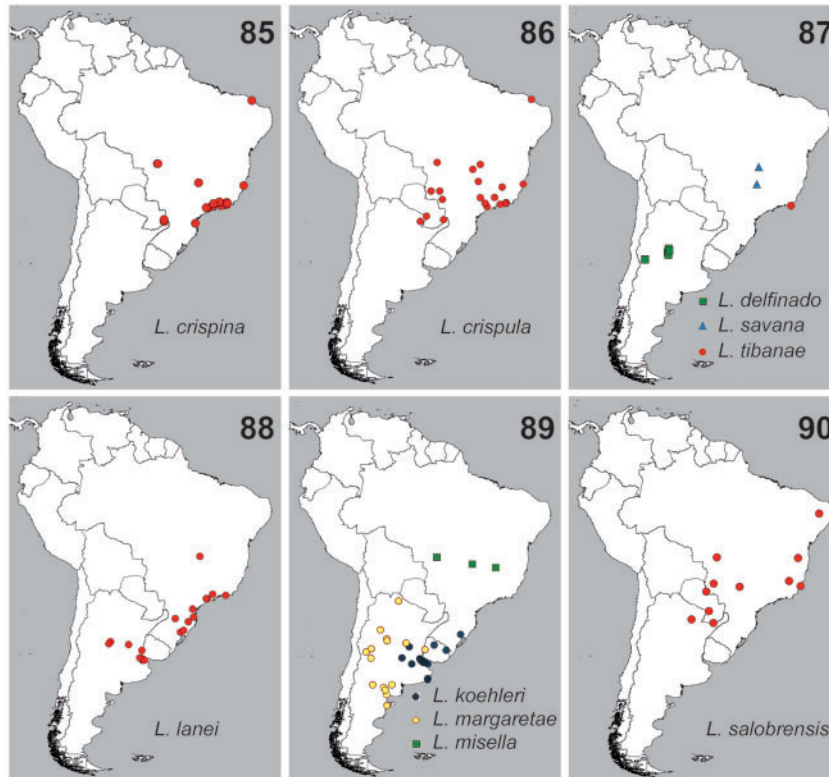 85
L. crispina
86
L. crispula
87
L. delfinado
L. savana
L. tibanae
88
L. lanei
89
L. koehleri
L. margaretae
L. misella
90
L. salobrensis